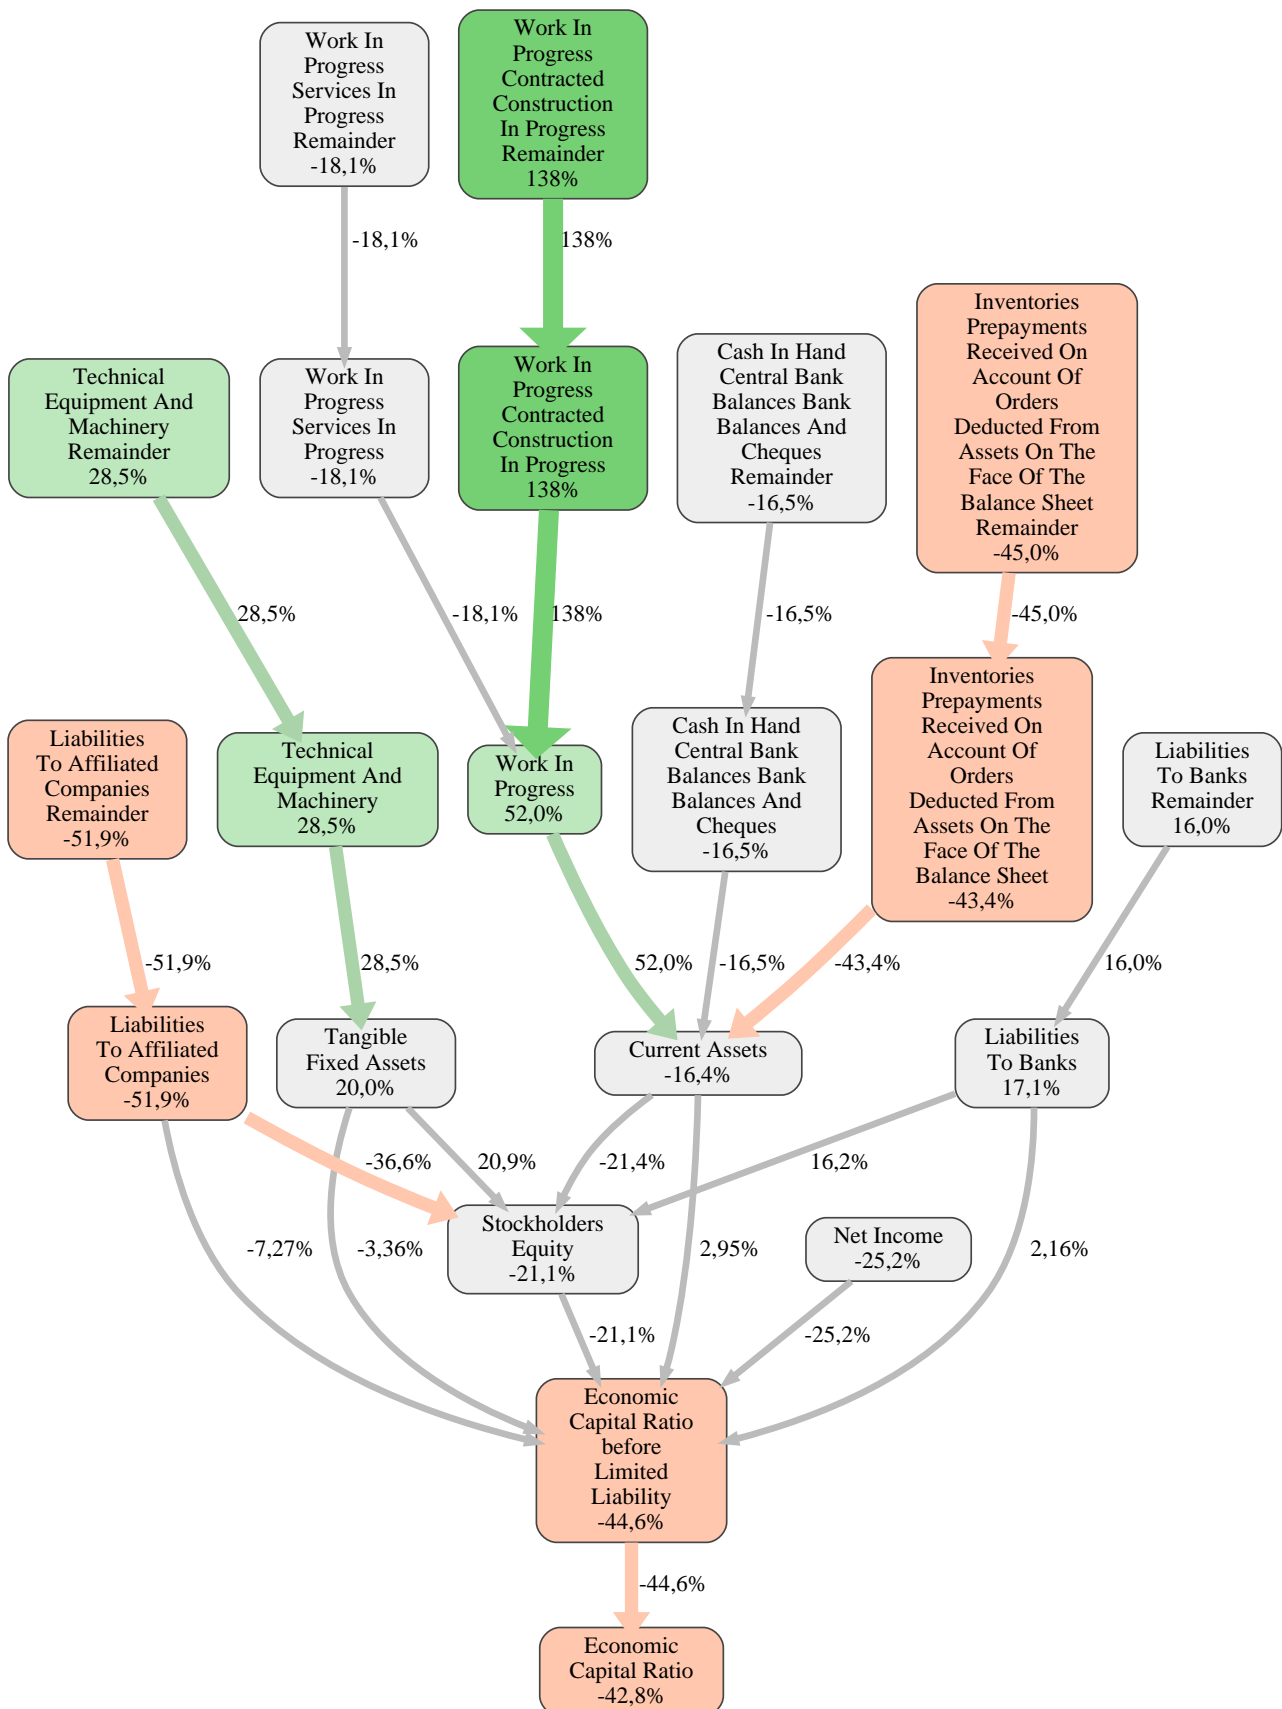 Work In
Progress
Services In
Progress
Remainder
-18,1%
Work In
Progress
Contracted
Construction
In Progress
Remainder
138%
-18,1%
138%
Technical
Equipment And
Machinery
Remainder
28,5%
Work In
Progress
Services In
Progress
-18,1%
Work In
Progress
Contracted
Construction
In Progress
138%
Cash In Hand
Central Bank
Balances Bank
Balances And
Cheques
Remainder
-16,5%
Inventories
Prepayments
Received On
Account Of
Orders
Deducted From
Assets On The
Face Of The
Balance Sheet
Remainder
-45,0%
28,5%
-18,1%
138%
-16,5%
-45,0%
Liabilities
To Affiliated
Companies
Remainder
-51,9%
Technical
Equipment And
Machinery
28,5%
Work In
Progress
52,0%
Cash In Hand
Central Bank
Balances Bank
Balances And
Cheques
-16,5%
Inventories
Prepayments
Received On
Account Of
Orders
Deducted From
Assets On The
Face Of The
Balance Sheet
-43,4%
Liabilities
To Banks
Remainder
16,0%
-51,9%
28,5%
52,0%
-16,5%
-43,4%
16,0%
Liabilities
To Affiliated
Companies
-51,9%
Tangible
Fixed Assets
20,0%
Current Assets
-16,4%
Liabilities
To Banks
17,1%
-36,6%
20,9%
-21,4%
16,2%
-7,27%
-3,36%
Stockholders
Equity
-21,1%
2,95%
Net Income
-25,2%
2,16%
-21,1%
-25,2%
Economic
Capital Ratio
before
Limited
Liability
-44,6%
-44,6%
Economic
Capital Ratio
-42,8%